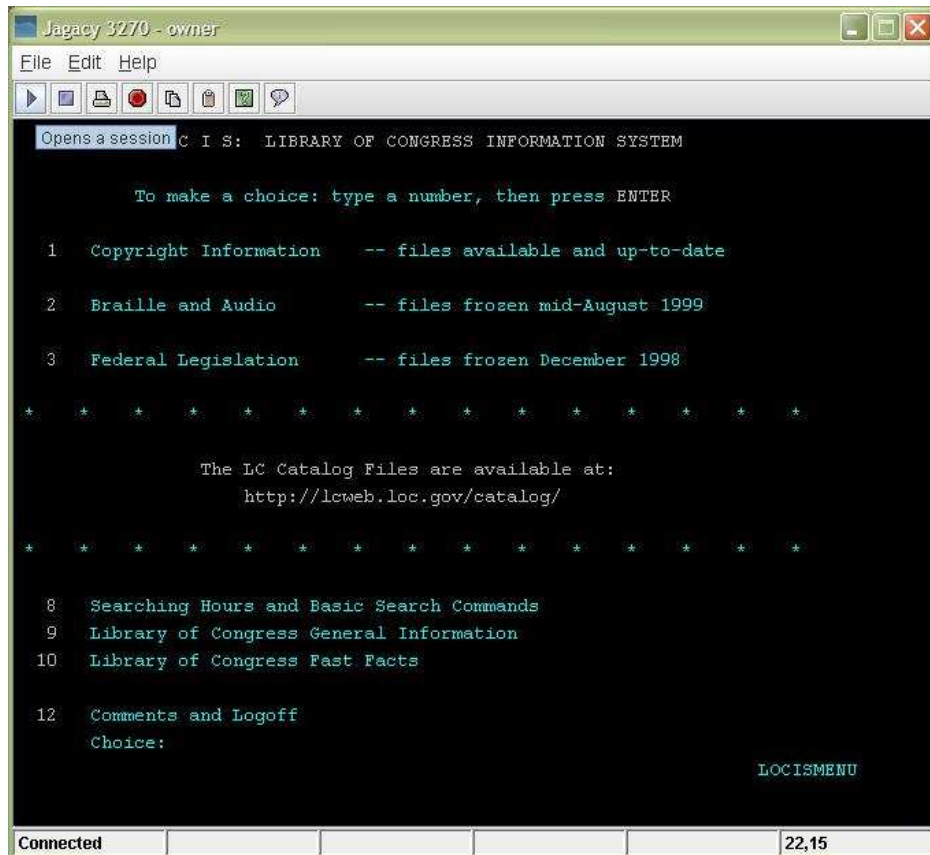 Jagacy 3270 - owner
File Edit Help
Opens a session C I S: LIBRARY OF CONGRESS INFORMATION SYSTEM
To make a choice: type a number, then press ENTER
1 Copyright Information -- files available and up-to-date
2 Braille and Audio -- files frozen mid-August 1999
3 Federal Legislation -- files frozen December 1998
* * * * * * * * * * * * * * *
The LC Catalog Files are available at:
http://lcweb.loc.gov/catalog/
* * * * * * * * * * * * * * *
8 Searching Hours and Basic Search Commands
9 Library of Congress General Information
10 Library of Congress Fast Facts
12 Comments and Logoff
Choice:
LOCISMENU
Connected 22,15